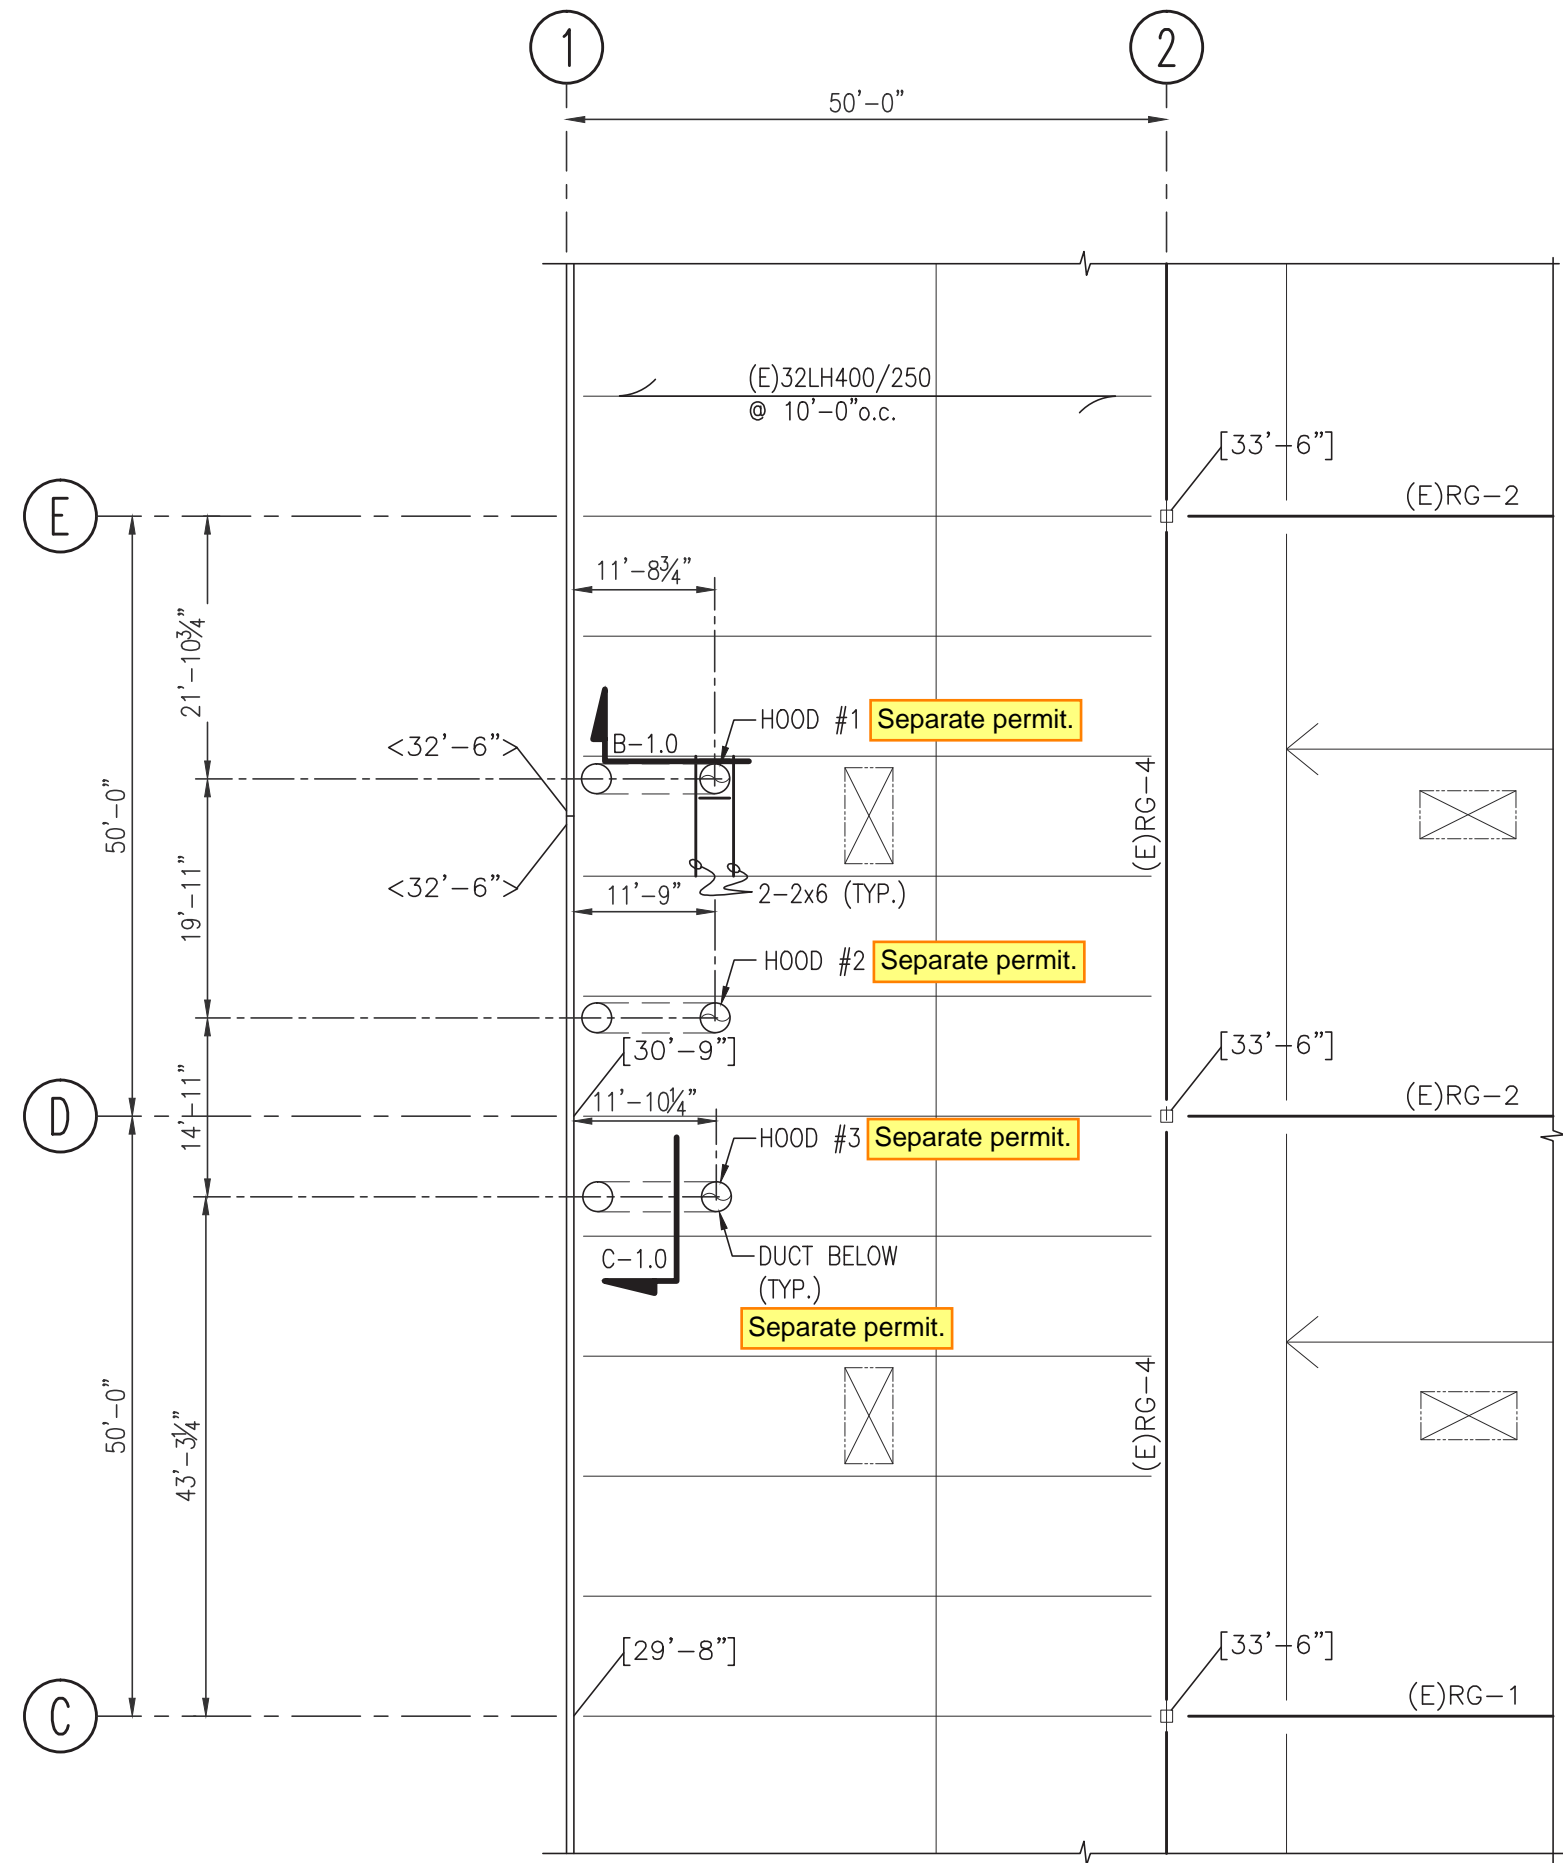 1
2
50'-0"
(E)32LH400/250
@ 10'-0"o.c.
[33'-6"]
(E)RG-2
E
11'-8¾"
21'-10¾"
HOOD #1
Separate permit.
<32'-6">
B-1.0
50'-0"
(E)RG-4
<32'-6">
11'-9"
2-2x6 (TYP.)
19'-11"
HOOD #2
Separate permit.
[30'-9"]
[33'-6"]
(E)RG-2
14'-11"
11'-10¼"
D
HOOD #3
Separate permit.
C-1.0
DUCT BELOW
(TYP.)
Separate permit.
50'-0"
43'-3¼"
(E)RG-4
[29'-8"]
[33'-6"]
(E)RG-1
C